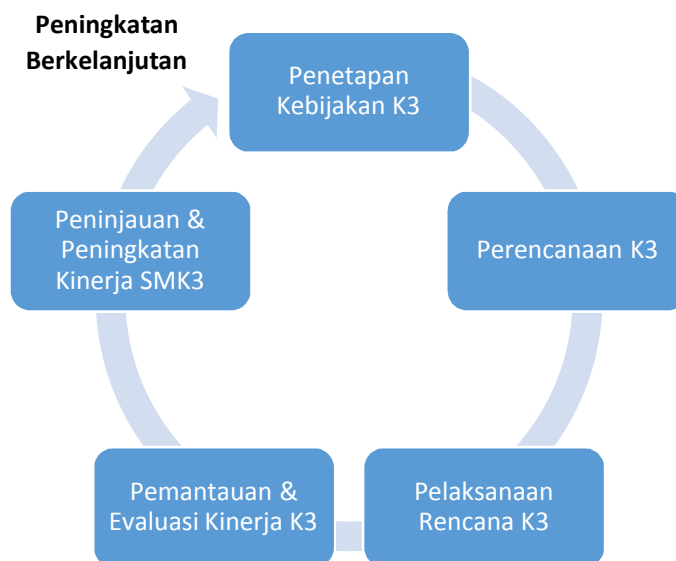 Peningkatan
Berkelanjutan
Penetapan
Kebijakan K3
Perencanaan K3
Pelaksanaan
Rencana K3
Pemantauan &
Evaluasi Kinerja K3
Peninjauan &
Peningkatan
Kinerja SMK3